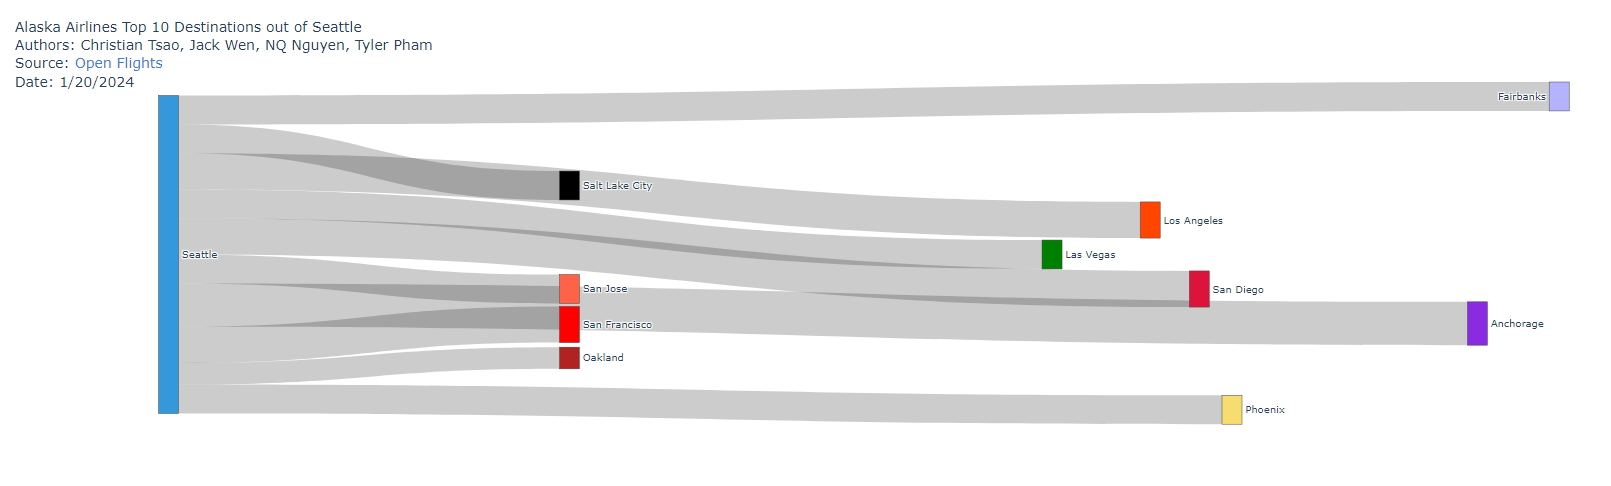 Alaska Airlines Top 10 Destinations out of Seattle
Authors: Christian Tsao, Jack Wen, NQ Nguyen, Tyler Pham
Source: Open Flights
Date: 1/20/2024
Fairbanks
Salt Lake City
Los Angeles
Seattle
Las Vegas
San Jose
San Diego
San Francisco
Anchorage
Oakland
Phoenix